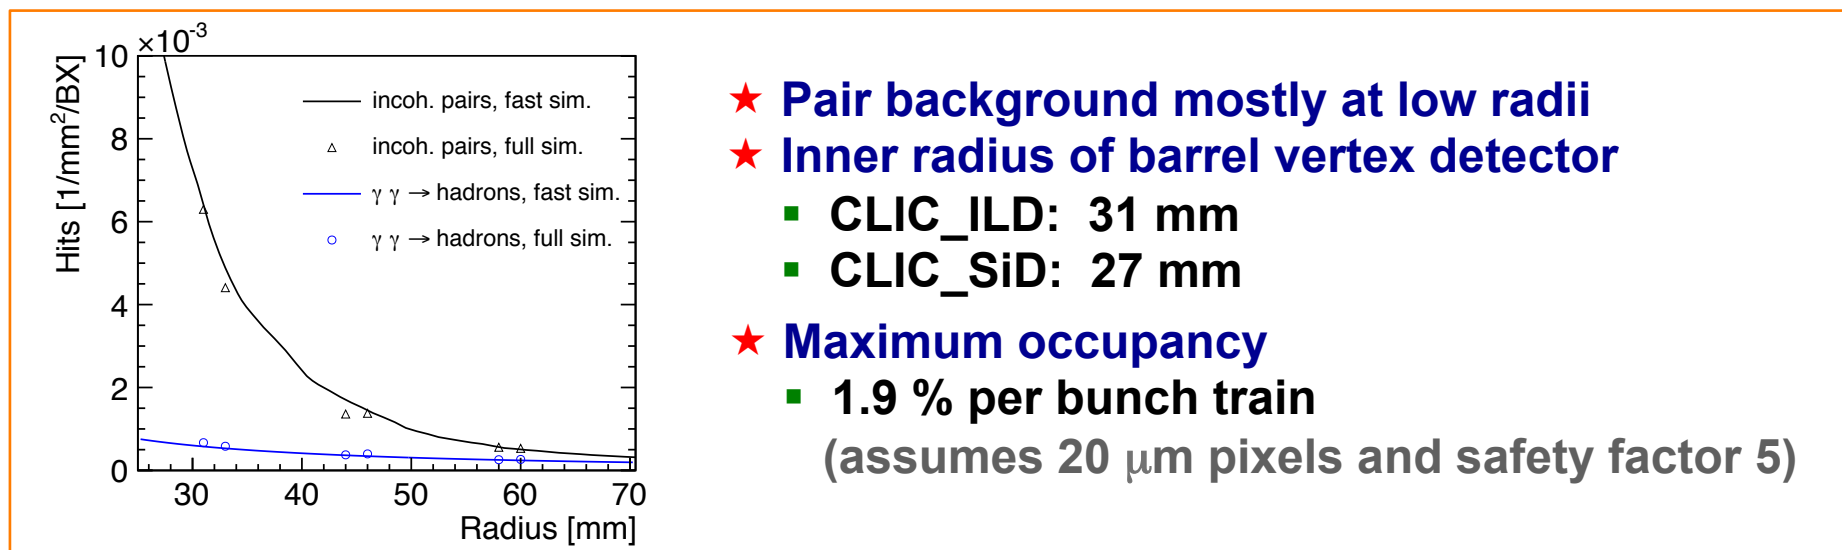 ×10⁻³
10
8
6
4
2
0
Hits [1/mm²/BX]
incoh. pairs, fast sim.
incoh. pairs, full sim.
γ γ → hadrons, fast sim.
γ γ → hadrons, full sim.
30 40 50 60 70
Radius [mm]
★ Pair background mostly at low radii
★ Inner radius of barrel vertex detector
▪ CLIC_ILD: 31 mm
▪ CLIC_SiD: 27 mm
★ Maximum occupancy
▪ 1.9 % per bunch train
(assumes 20 μm pixels and safety factor 5)